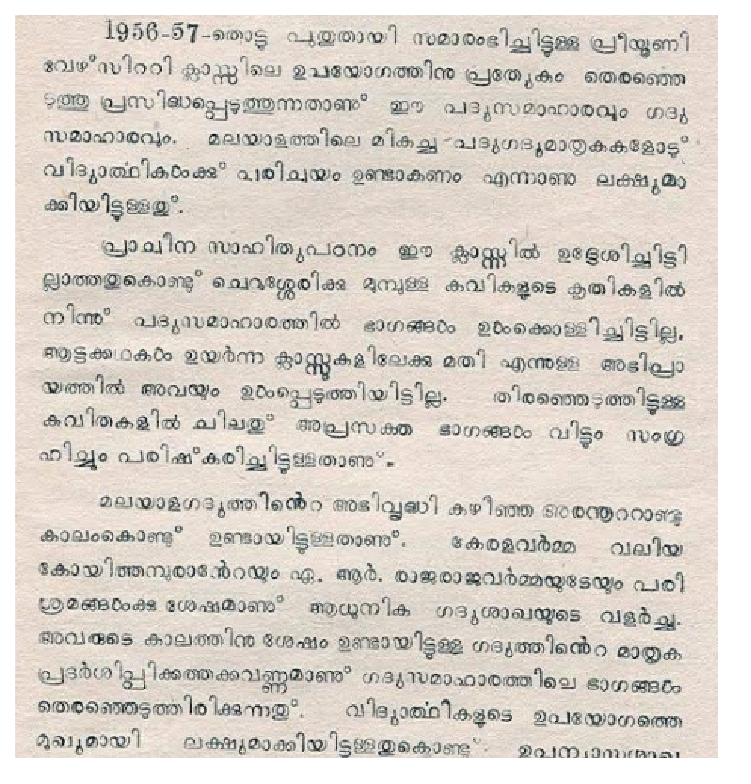 1956-57-തൊട്ടു പുതുതായി സമാരംഭിച്ചിട്ടുള്ള പ്രീയൂണി
വേഴ്സിററി ക്ലാസ്സിലെ ഉപയോഗത്തിനു പ്രത്യേകം തെരഞ്ഞെ
ടുത്തു പ്രസിദ്ധപ്പെടുത്തുന്നതാണു് ഈ പദ്യസമാഹാരവും ഗദ്യ
സമാഹാരവും. മലയാളത്തിലെ മികച്ച പദ്യഗദ്യമാതൃകകളോടു്
വിദ്യാർത്ഥികൾക്കു് പരിചയം ഉണ്ടാകണം എന്നാണു ലക്ഷ്യമാ
ക്കിയിട്ടുള്ളതു്.
പ്രാചീന സാഹിത്യപഠനം ഈ ക്ലാസ്സിൽ ഉദ്ദേശിച്ചിട്ടി
ല്ലാത്തതുകൊണ്ടു് ചെറുശ്ശേരിക്കു മുമ്പുള്ള കവികളുടെ കൃതികളിൽ
നിന്നു് പദ്യസമാഹാരത്തിൽ ഭാഗങ്ങൾ ഉൾക്കൊള്ളിച്ചിട്ടില്ല.
ആട്ടക്കഥകൾ ഉയർന്ന ക്ലാസ്സുകളിലേക്കു മതി എന്നുള്ള അഭിപ്രാ
യത്തിൽ അവയും ഉൾപ്പെടുത്തിയിട്ടില്ല. തിരഞ്ഞെടുത്തിട്ടുള്ള
കവിതകളിൽ ചിലതു് അപ്രസക്ത ഭാഗങ്ങൾ വിട്ടും സംഗ്ര
ഹിച്ചും പരിഷ്കരിച്ചിട്ടുള്ളതാണു്.
മലയാളഗദ്യത്തിൻെറ അഭിവൃദ്ധി കഴിഞ്ഞ അരനൂററാണ്ടു
കാലംകൊണ്ടു് ഉണ്ടായിട്ടുള്ളതാണു്. കേരളവർമ്മ വലിയ
കോയിത്തമ്പുരാൻേറയും ഏ. ആർ. രാജരാജവർമ്മയുടേയും പരി
ശ്രമങ്ങൾക്കു ശേഷമാണു് ആധുനിക ഗദ്യശാഖയുടെ വളർച്ച.
അവരുടെ കാലത്തിനു ശേഷം ഉണ്ടായിട്ടുള്ള ഗദ്യത്തിൻെറ മാതൃക
പ്രദർശിപ്പിക്കത്തക്കവണ്ണമാണു് ഗദ്യസമാഹാരത്തിലെ ഭാഗങ്ങൾ
തെരഞ്ഞെടുത്തിരിക്കുന്നതു്. വിദ്യാർത്ഥികളുടെ ഉപയോഗത്തെ
മുഖ്യമായി ലക്ഷ്യമാക്കിയിട്ടുള്ളതുകൊണ്ടു്